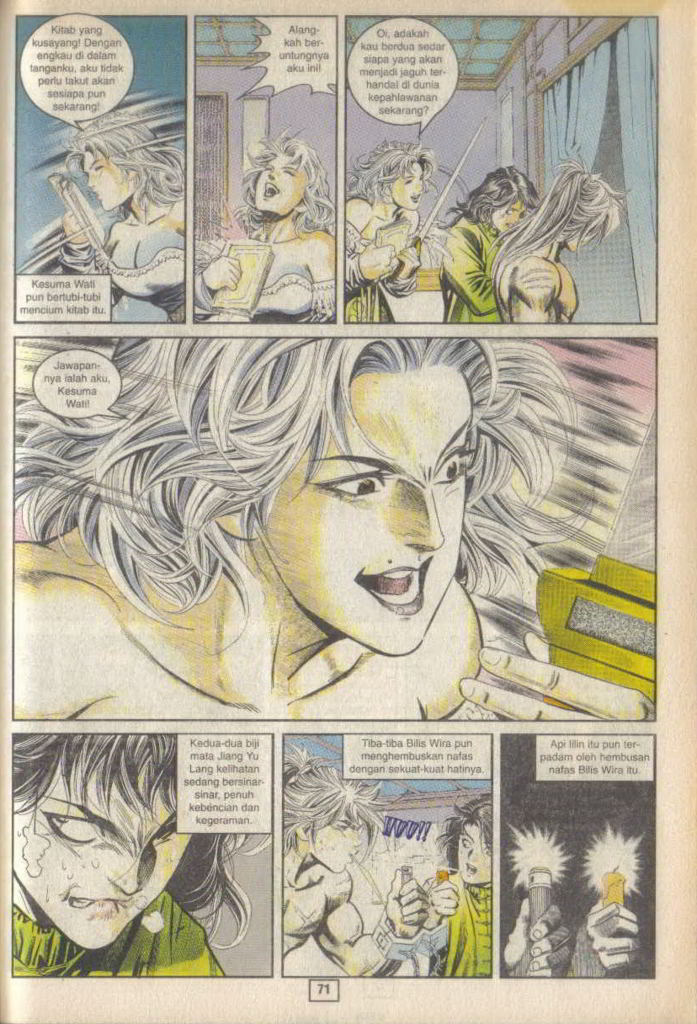 Kitab yang
kusayang! Dengan
engkau di dalam
tanganku, aku tidak
perlu takut akan
sesiapa pun
sekarang!
Kesuma Wati
pun bertubi-tubi
mencium kitab itu.
Alang-
kah ber-
untungnya
aku ini!
Oi, adakah
kau berdua sedar
siapa yang akan
menjadi jaguh ter-
handal di dunia
kepahlawanan
sekarang?
Jawapan-
nya ialah aku,
Kesuma
Wati!
Kedua-dua biji
mata Jiang Yu
Lang kelihatan
sedang bersinar-
sinar, penuh
kebencian dan
kegeraman.
Tiba-tiba Bilis Wira pun
menghembuskan nafas
dengan sekuat-kuat hatinya.
Api lilin itu pun ter-
padam oleh hembusan
nafas Bilis Wira itu.
71